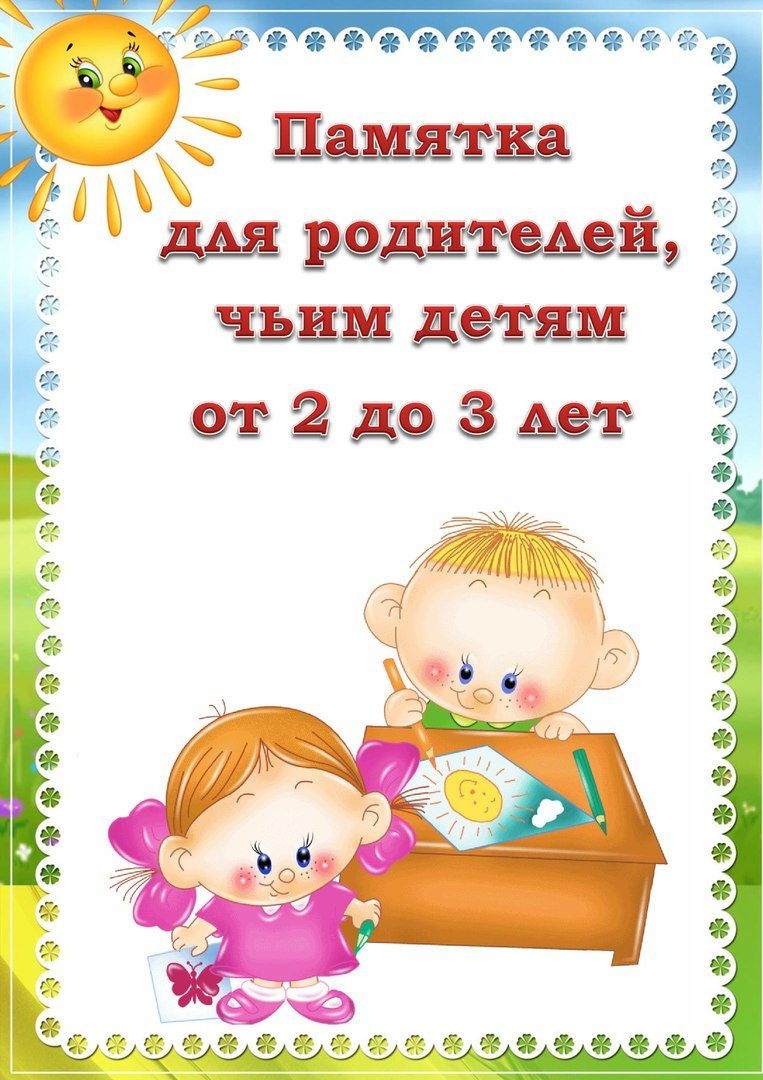 Памятка
для родителей,
чьим детям
от 2 до 3 лет